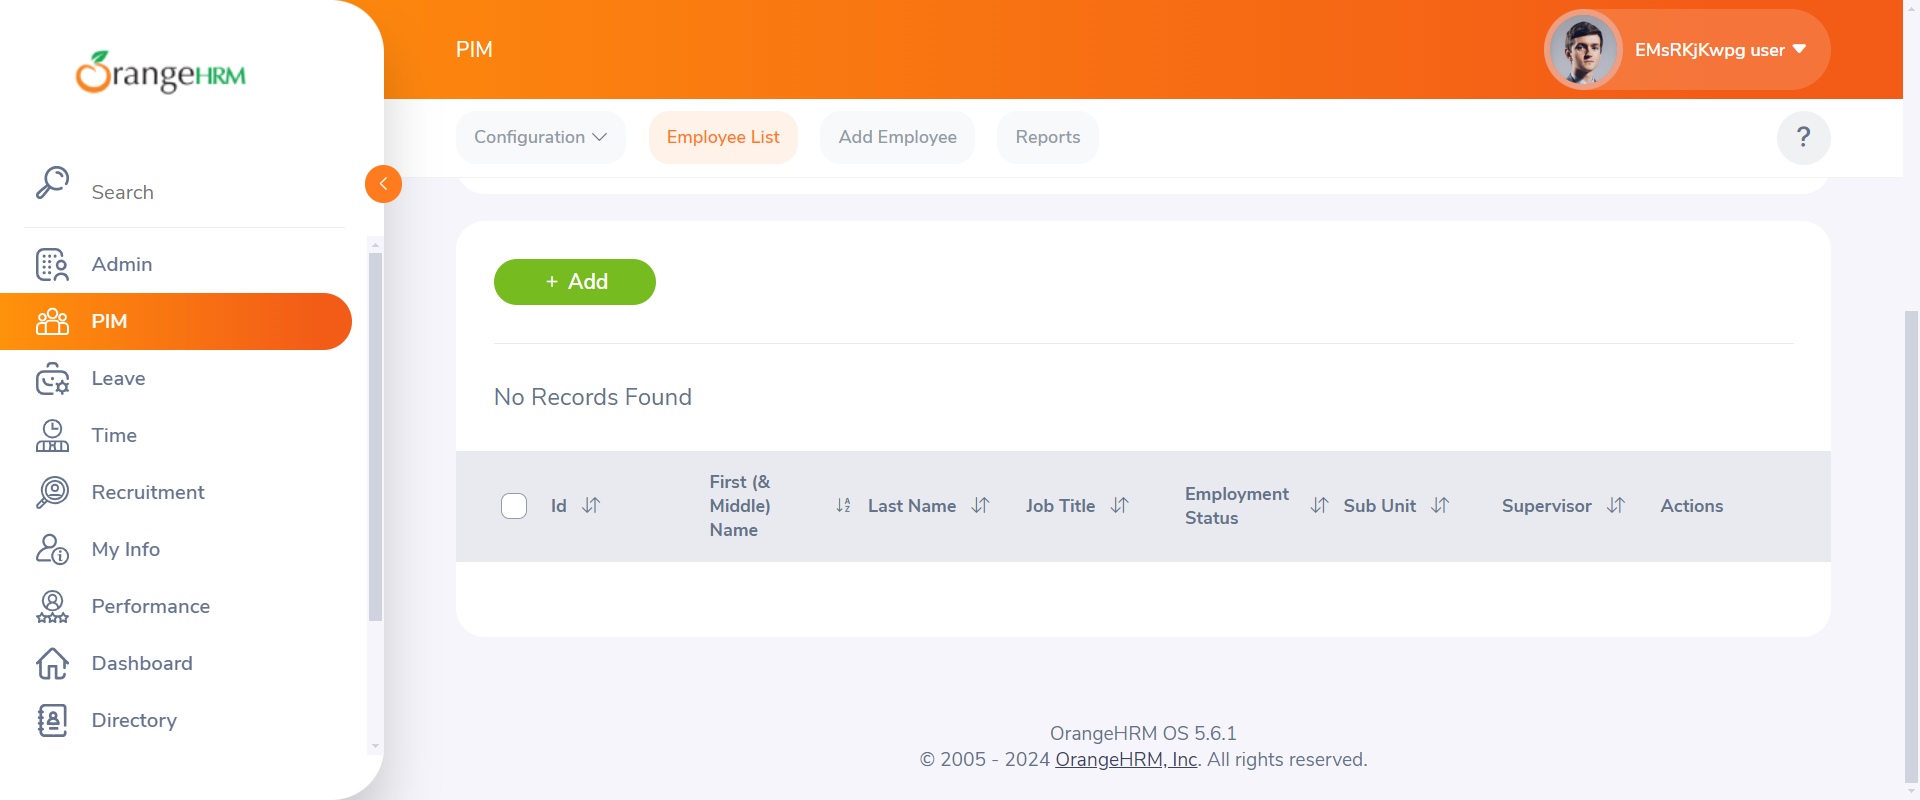 OrangeHRM
PIM
EMsRKjKwpg user
Configuration
Employee List
Add Employee
Reports
?
Search
Admin
PIM
Leave
Time
Recruitment
My Info
Performance
Dashboard
Directory
+ Add
No Records Found
Id
First (& Middle) Name
Last Name
Job Title
Employment Status
Sub Unit
Supervisor
Actions
OrangeHRM OS 5.6.1
© 2005 - 2024 OrangeHRM, Inc. All rights reserved.